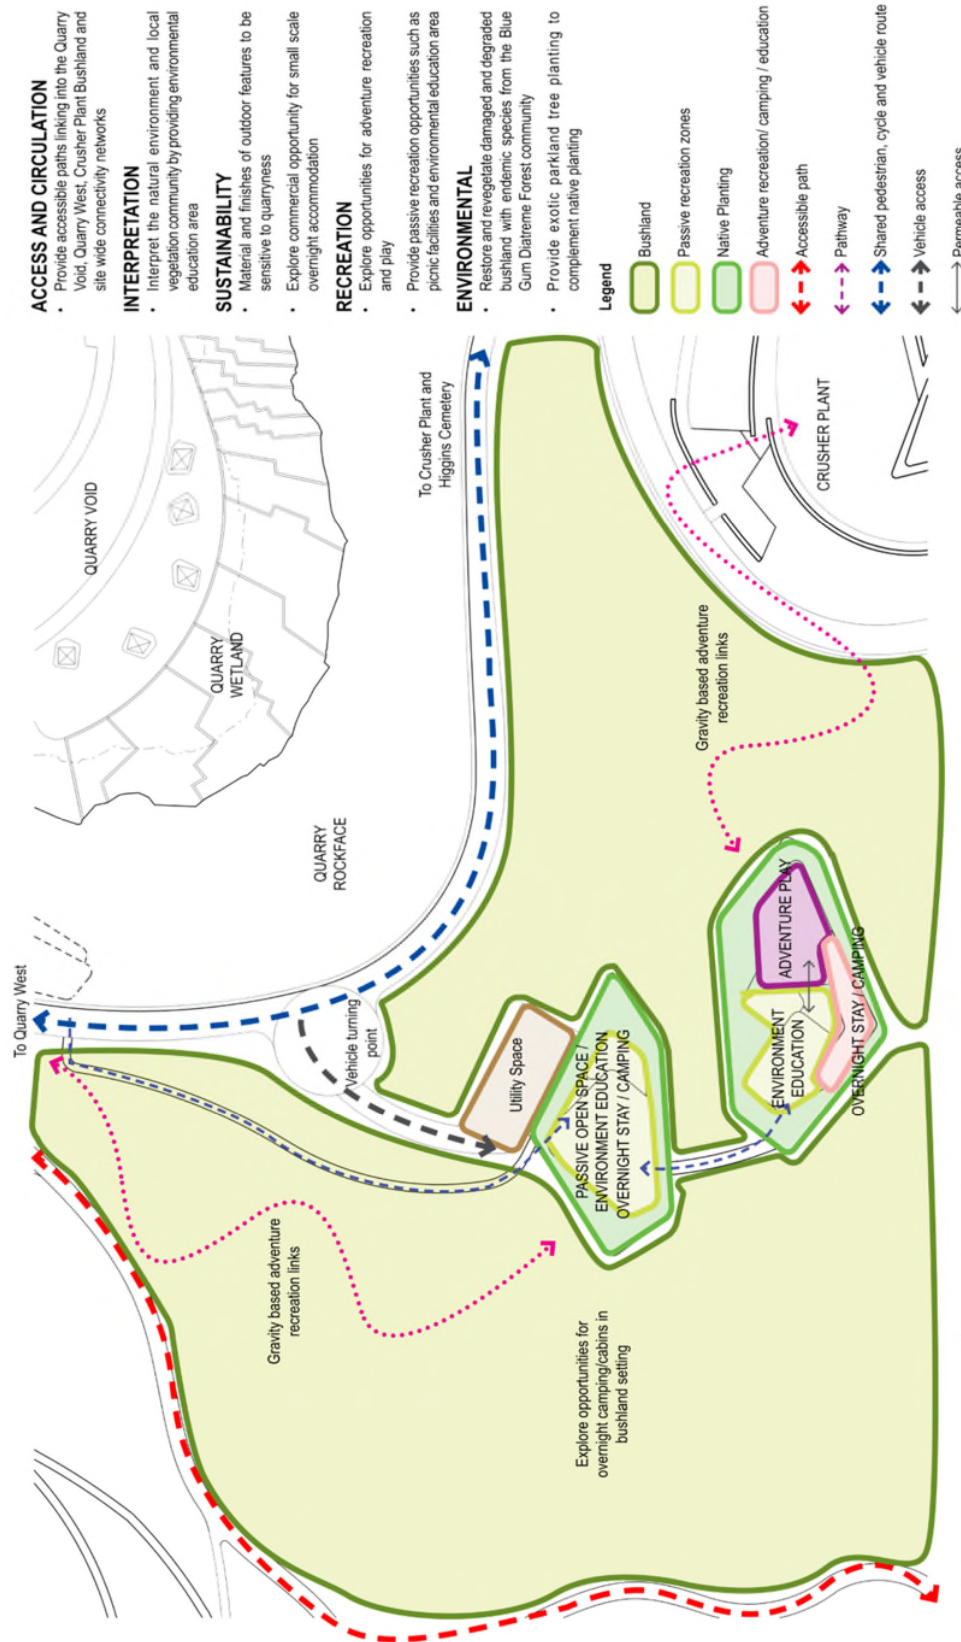 ACCESS AND CIRCULATION
• Provide accessible paths linking into the Quarry
Void, Quarry West, Crusher Plant Bushland and
site wide connectivity networks
INTERPRETATION
• Interpret the natural environment and local
vegetation community by providing environmental
education area
SUSTAINABILITY
• Material and finishes of outdoor features to be
sensitive to quarryness
• Explore commercial opportunity for small scale
overnight accommodation
RECREATION
• Explore opportunities for adventure recreation
and play
• Provide passive recreation opportunities such as
picnic facilities and environmental education area
ENVIRONMENTAL
• Restore and revegetate damaged and degraded
bushland with endemic species from the Blue
Gum Diatreme Forest community
• Provide exotic parkland tree planting to
complement native planting
Legend
Bushland
Passive recreation zones
Native Planting
Adventure recreation/ camping / education
Accessible path
Pathway
Shared pedestrian, cycle and vehicle route
Vehicle access
Permeable access
To Quarry West
QUARRY VOID
QUARRY
WETLAND
QUARRY
ROCKFACE
To Crusher Plant and
Higgins Cemetery
Vehicle turning
point
Utility Space
PASSIVE OPEN SPACE /
ENVIRONMENT EDUCATION
OVERNIGHT STAY / CAMPING
Gravity based adventure
recreation links
Explore opportunities for
overnight camping/cabins in
bushland setting
Gravity based adventure
recreation links
CRUSHER PLANT
ADVENTURE PLAY
ENVIRONMENT
EDUCATION
OVERNIGHT STAY / CAMPING